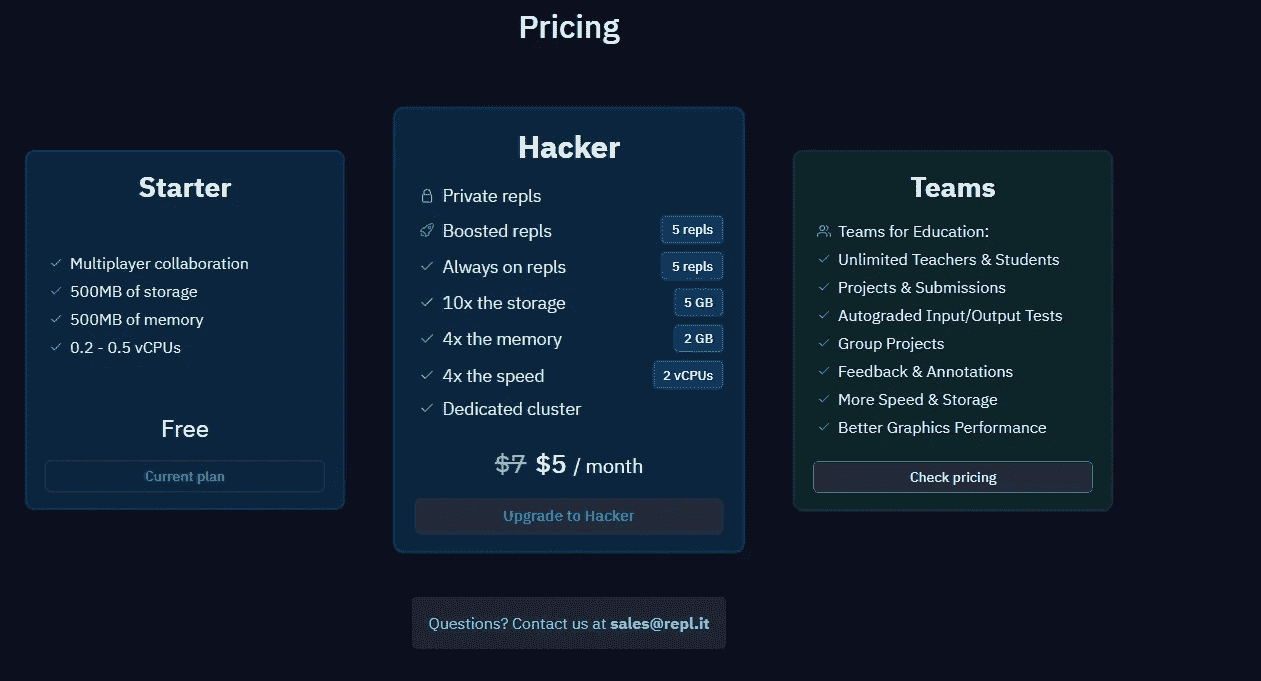 Pricing
Starter
Multiplayer collaboration
500MB of storage
500MB of memory
0.2 - 0.5 vCPUs
Free
Current plan
Hacker
Private repls
Boosted repls 5 repls
Always on repls 5 repls
10x the storage 5 GB
4x the memory 2 GB
4x the speed 2 vCPUs
Dedicated cluster
$7 $5 / month
Upgrade to Hacker
Teams
Teams for Education:
Unlimited Teachers & Students
Projects & Submissions
Autograded Input/Output Tests
Group Projects
Feedback & Annotations
More Speed & Storage
Better Graphics Performance
Check pricing
Questions? Contact us at sales@repl.it